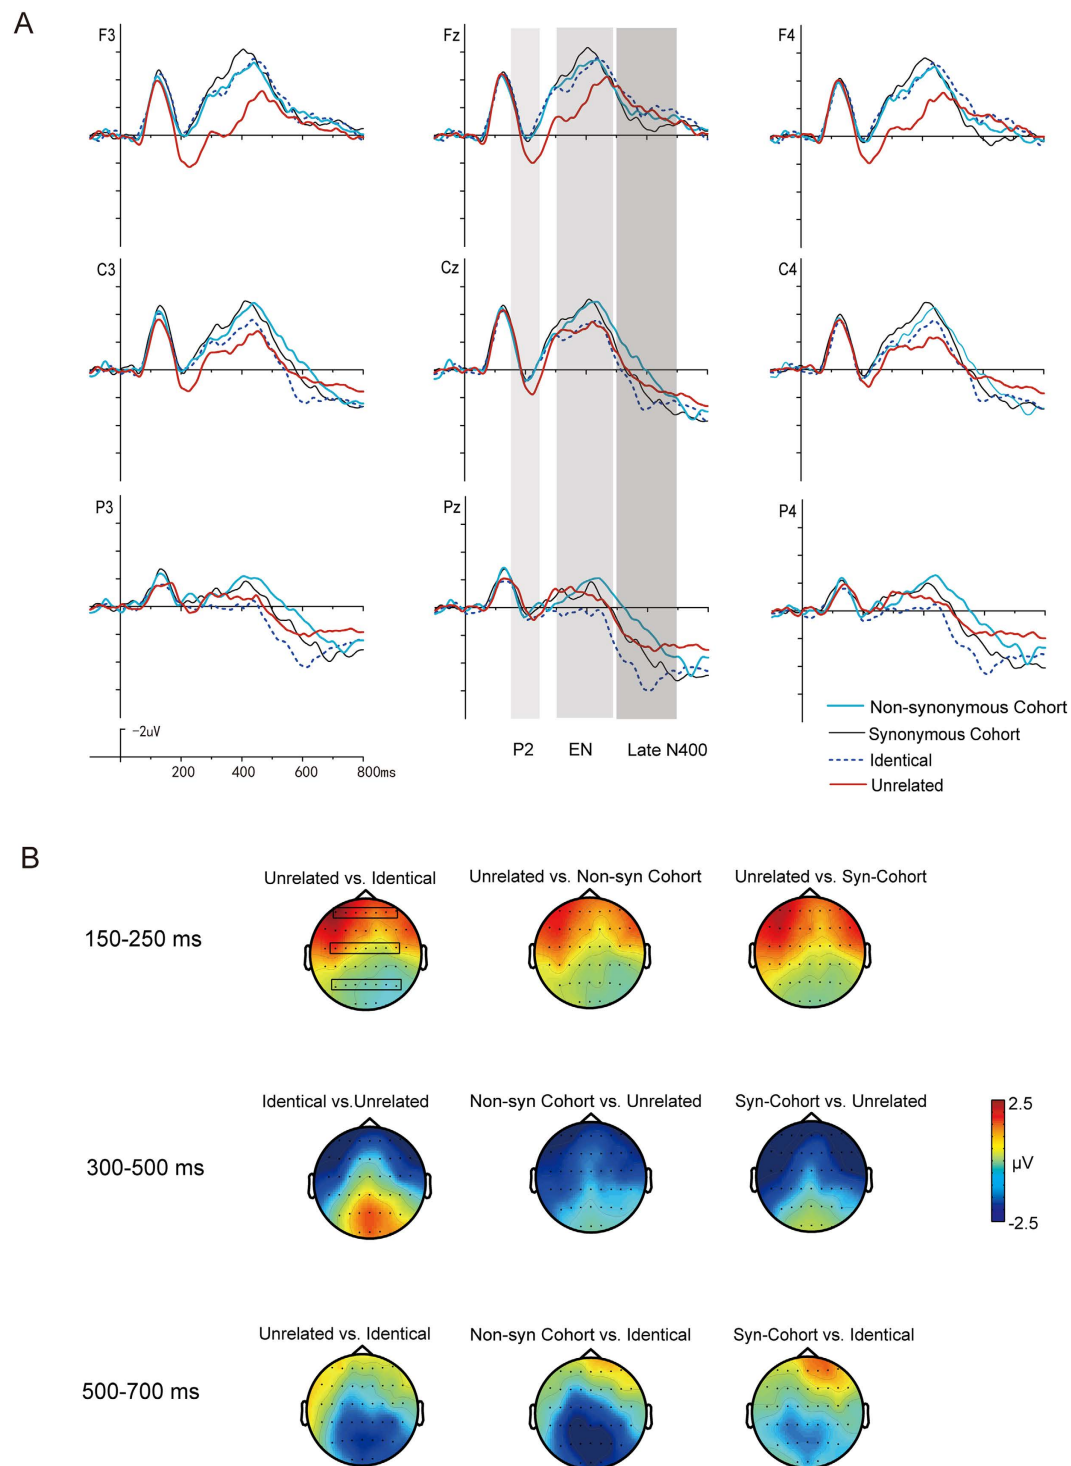 A
F3
Fz
F4
C3
Cz
C4
P3
Pz
P4
-2uV
200 400 600 800ms
P2 EN Late N400
Non-synonymous Cohort
Synonymous Cohort
Identical
Unrelated
B
Unrelated vs. Identical
Unrelated vs. Non-syn Cohort
Unrelated vs. Syn-Cohort
150-250 ms
Identical vs.Unrelated
Non-syn Cohort vs. Unrelated
Syn-Cohort vs. Unrelated
300-500 ms
2.5
µV
-2.5
Unrelated vs. Identical
Non-syn Cohort vs. Identical
Syn-Cohort vs. Identical
500-700 ms